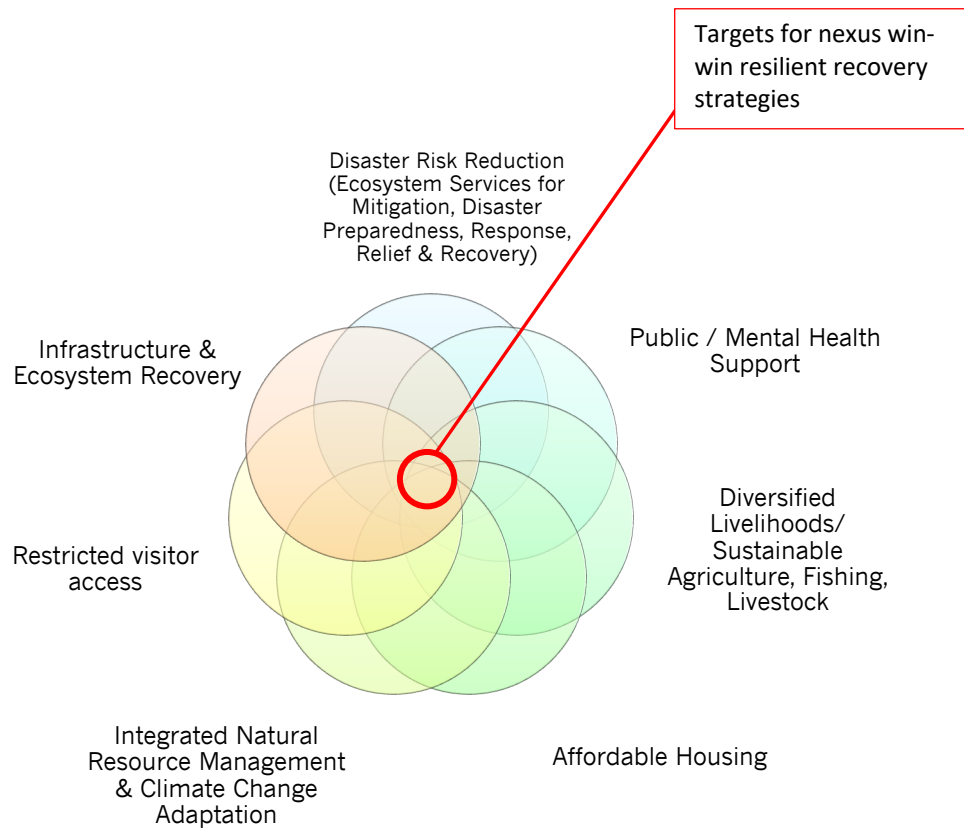 Targets for nexus win-
win resilient recovery
strategies
Disaster Risk Reduction
(Ecosystem Services for
Mitigation, Disaster
Preparedness, Response,
Relief & Recovery)
Infrastructure &
Ecosystem Recovery
Public / Mental Health
Support
Restricted visitor
access
Diversified
Livelihoods/
Sustainable
Agriculture, Fishing,
Livestock
Integrated Natural
Resource Management
& Climate Change
Adaptation
Affordable Housing